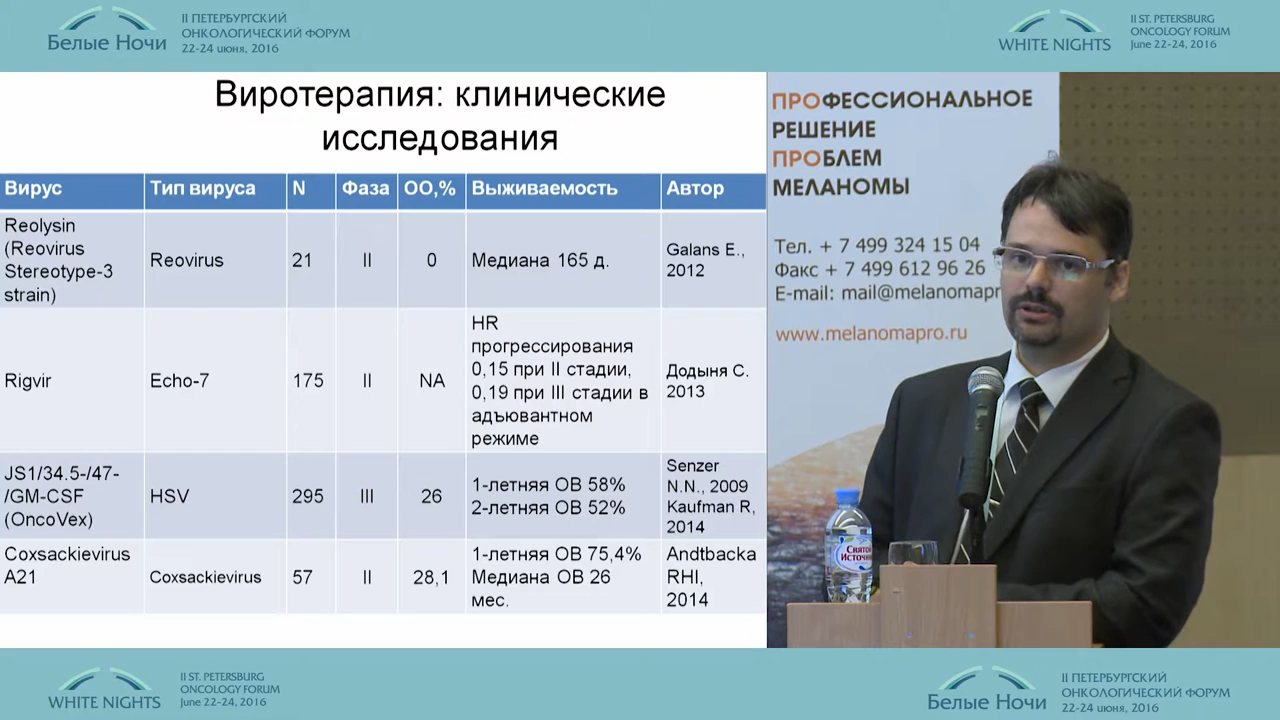 Белые Ночи
II ПЕТЕРБУРГСКИЙ
ОНКОЛОГИЧЕСКИЙ ФОРУМ
22-24 июня, 2016
WHITE NIGHTS
II ST. PETERSBURG
ONCOLOGY FORUM
June 22-24, 2016
Виротерапия: клинические
исследования
Вирус Тип вируса N Фаза ОО,% Выживаемость Автор
Reolysin
(Reovirus
Stereotype-3
strain)
Reovirus
21
II
0
Медиана 165 д.
Galans E.,
2012
Rigvir
Echo-7
175
II
NA
HR
прогрессирования
0,15 при II стадии,
0,19 при III стадии в
адъювантном
режиме
Додыня С.
2013
JS1/34.5-/47-
/GM-CSF
(OncoVex)
HSV
295
III
26
1-летняя ОВ 58%
2-летняя ОВ 52%
Senzer
N.N., 2009
Kaufman R,
2014
Coxsackievirus
A21
Coxsackievirus
57
II
28,1
1-летняя ОВ 75,4%
Медиана ОВ 26
мес.
Andtbacka
RHI,
2014
ПРОФЕССИОНАЛЬНОЕ
РЕШЕНИЕ
ПРОБЛЕМ
МЕЛАНОМЫ
Тел. + 7 499 324 15 04
Факс + 7 499 612 96 26
E-mail: mail@melanomapr
www.melanomapro.ru
Святой
Источник
WHITE NIGHTS
II ST. PETERSBURG
ONCOLOGY FORUM
June 22-24, 2016
Белые Ночи
II ПЕТЕРБУРГСКИЙ
ОНКОЛОГИЧЕСКИЙ ФОРУМ
22-24 июня, 2016